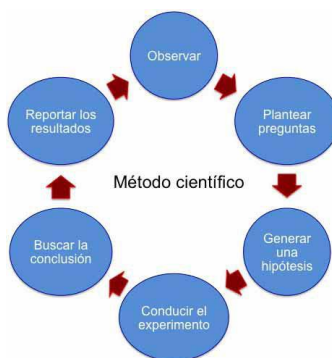 Observar
Plantear
preguntas
Generar
una
hipótesis
Conducir el
experimento
Buscar la
conclusión
Reportar los
resultados
Método científico